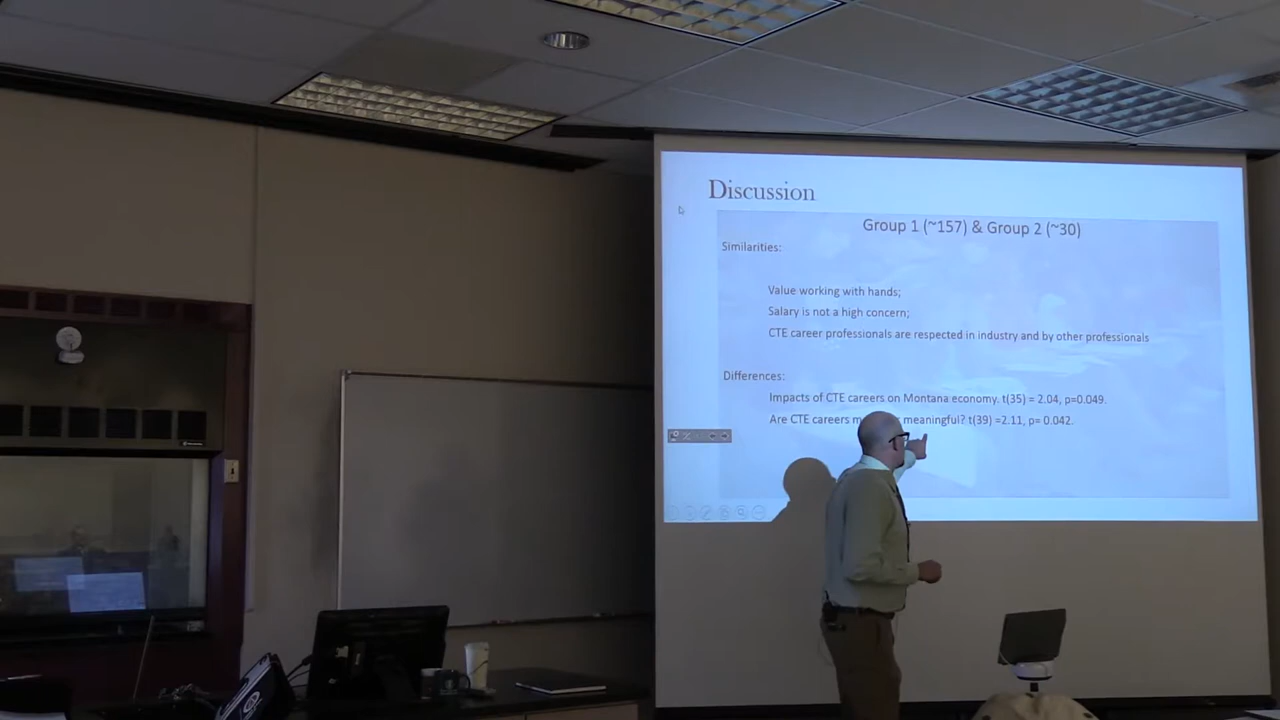 Discussion
Group 1 (~157) & Group 2 (~30)
Similarities:
Value working with hands;
Salary is not a high concern;
CTE career professionals are respected in industry and by other professionals
Differences:
Impacts of CTE careers on Montana economy. t(35) = 2.04, p=0.049.
Are CTE careers meaningful? t(39) =2.11, p= 0.042.